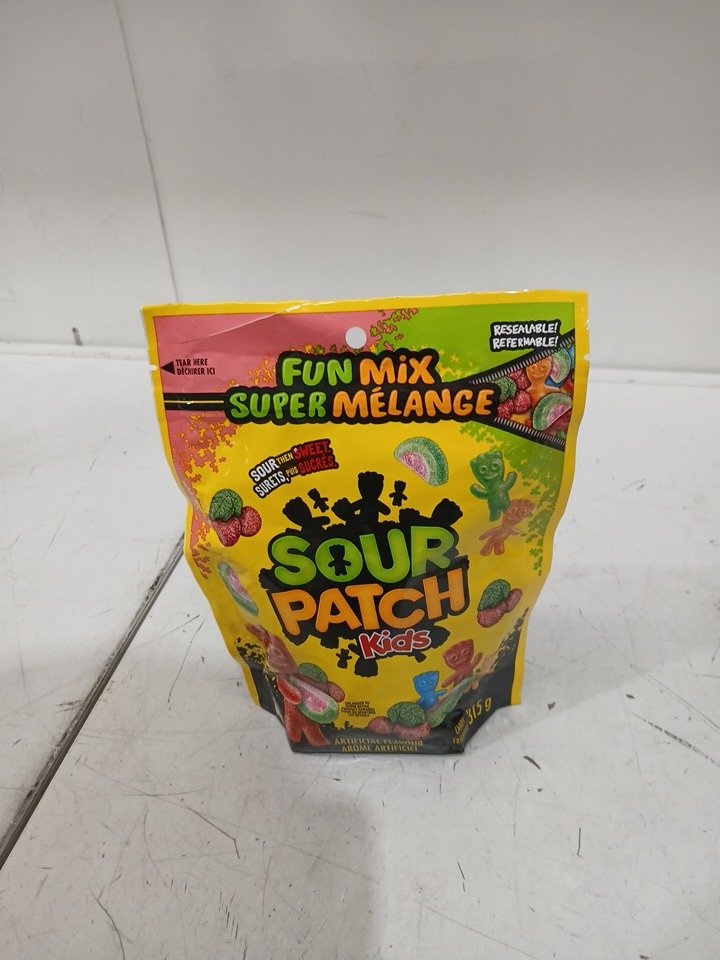 RESEALABLE!
REFERMABLE!
TEAR HERE
DÉCHIRER ICI
FUN MiX
SUPER MÉLANGE
SOUR THEN SWEET.
SURETS, PUIS SUCRÉS.
SOUR
PATCH
Kids
315 g
ARTIFICIAL FLAVOUR
ARÔME ARTIFICIEL